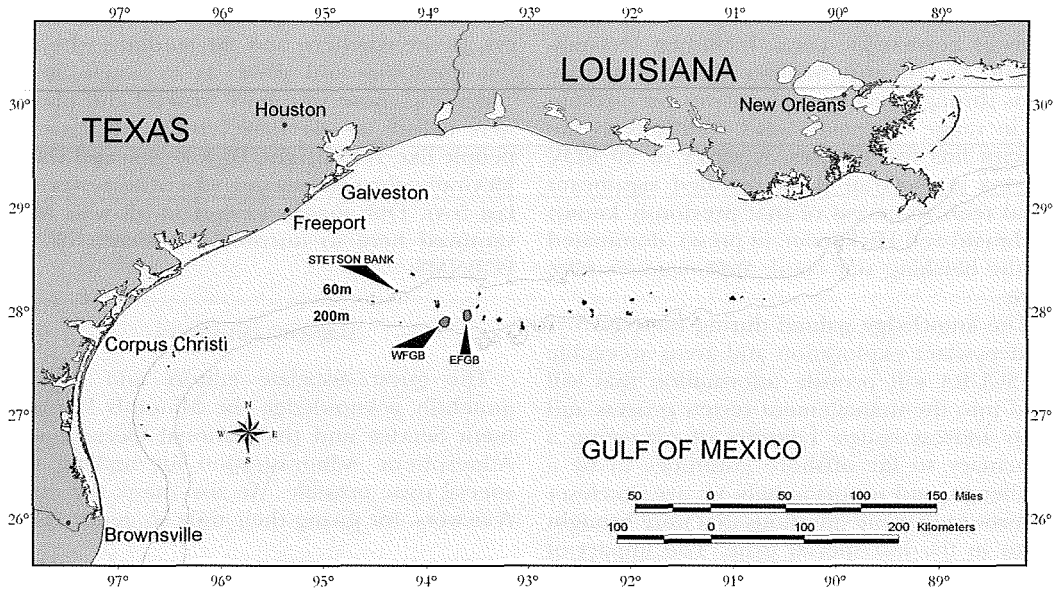 97° 96° 95° 94° 93° 92° 91° 90° 89°
LOUISIANA
30° 30°
New Orleans
Houston
TEXAS
Galveston
29° 29°
Freeport
STETSON BANK
60m
28° 28°
200m
Corpus Christi
WFGB EFGB
27° 27°
N
W E
S
GULF OF MEXICO
50 0 50 100 150 Miles
26° 26°
100 0 100 200 Kilometers
Brownsville
97° 96° 95° 94° 93° 92° 91° 90° 89°